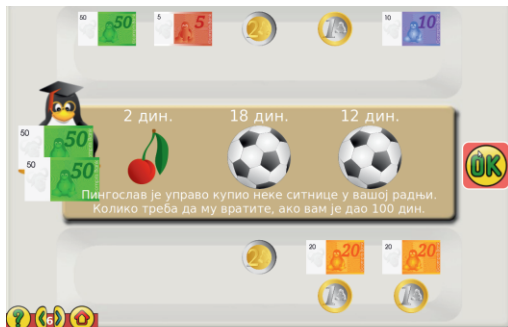 50 50 5 5 2 1 10 10
2 дин. 18 дин. 12 дин.
50 50
50 50
Пингослав је управо купио неке ситнице у вашој радњи.
Колико треба да му вратите, ако вам је дао 100 дин.
OK
2 20 20 20 20
1 1
? 6